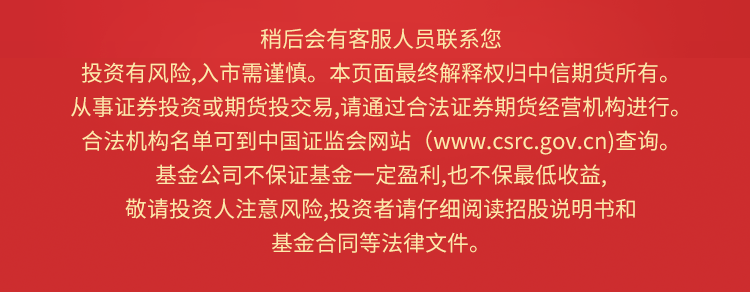 稍后会有客服人员联系您
投资有风险,入市需谨慎。本页面最终解释权归中信期货所有。
从事证券投资或期货投交易,请通过合法证券期货经营机构进行。
合法机构名单可到中国证监会网站（www.csrc.gov.cn)查询。
基金公司不保证基金一定盈利,也不保最低收益,
敬请投资人注意风险,投资者请仔细阅读招股说明书和
基金合同等法律文件。